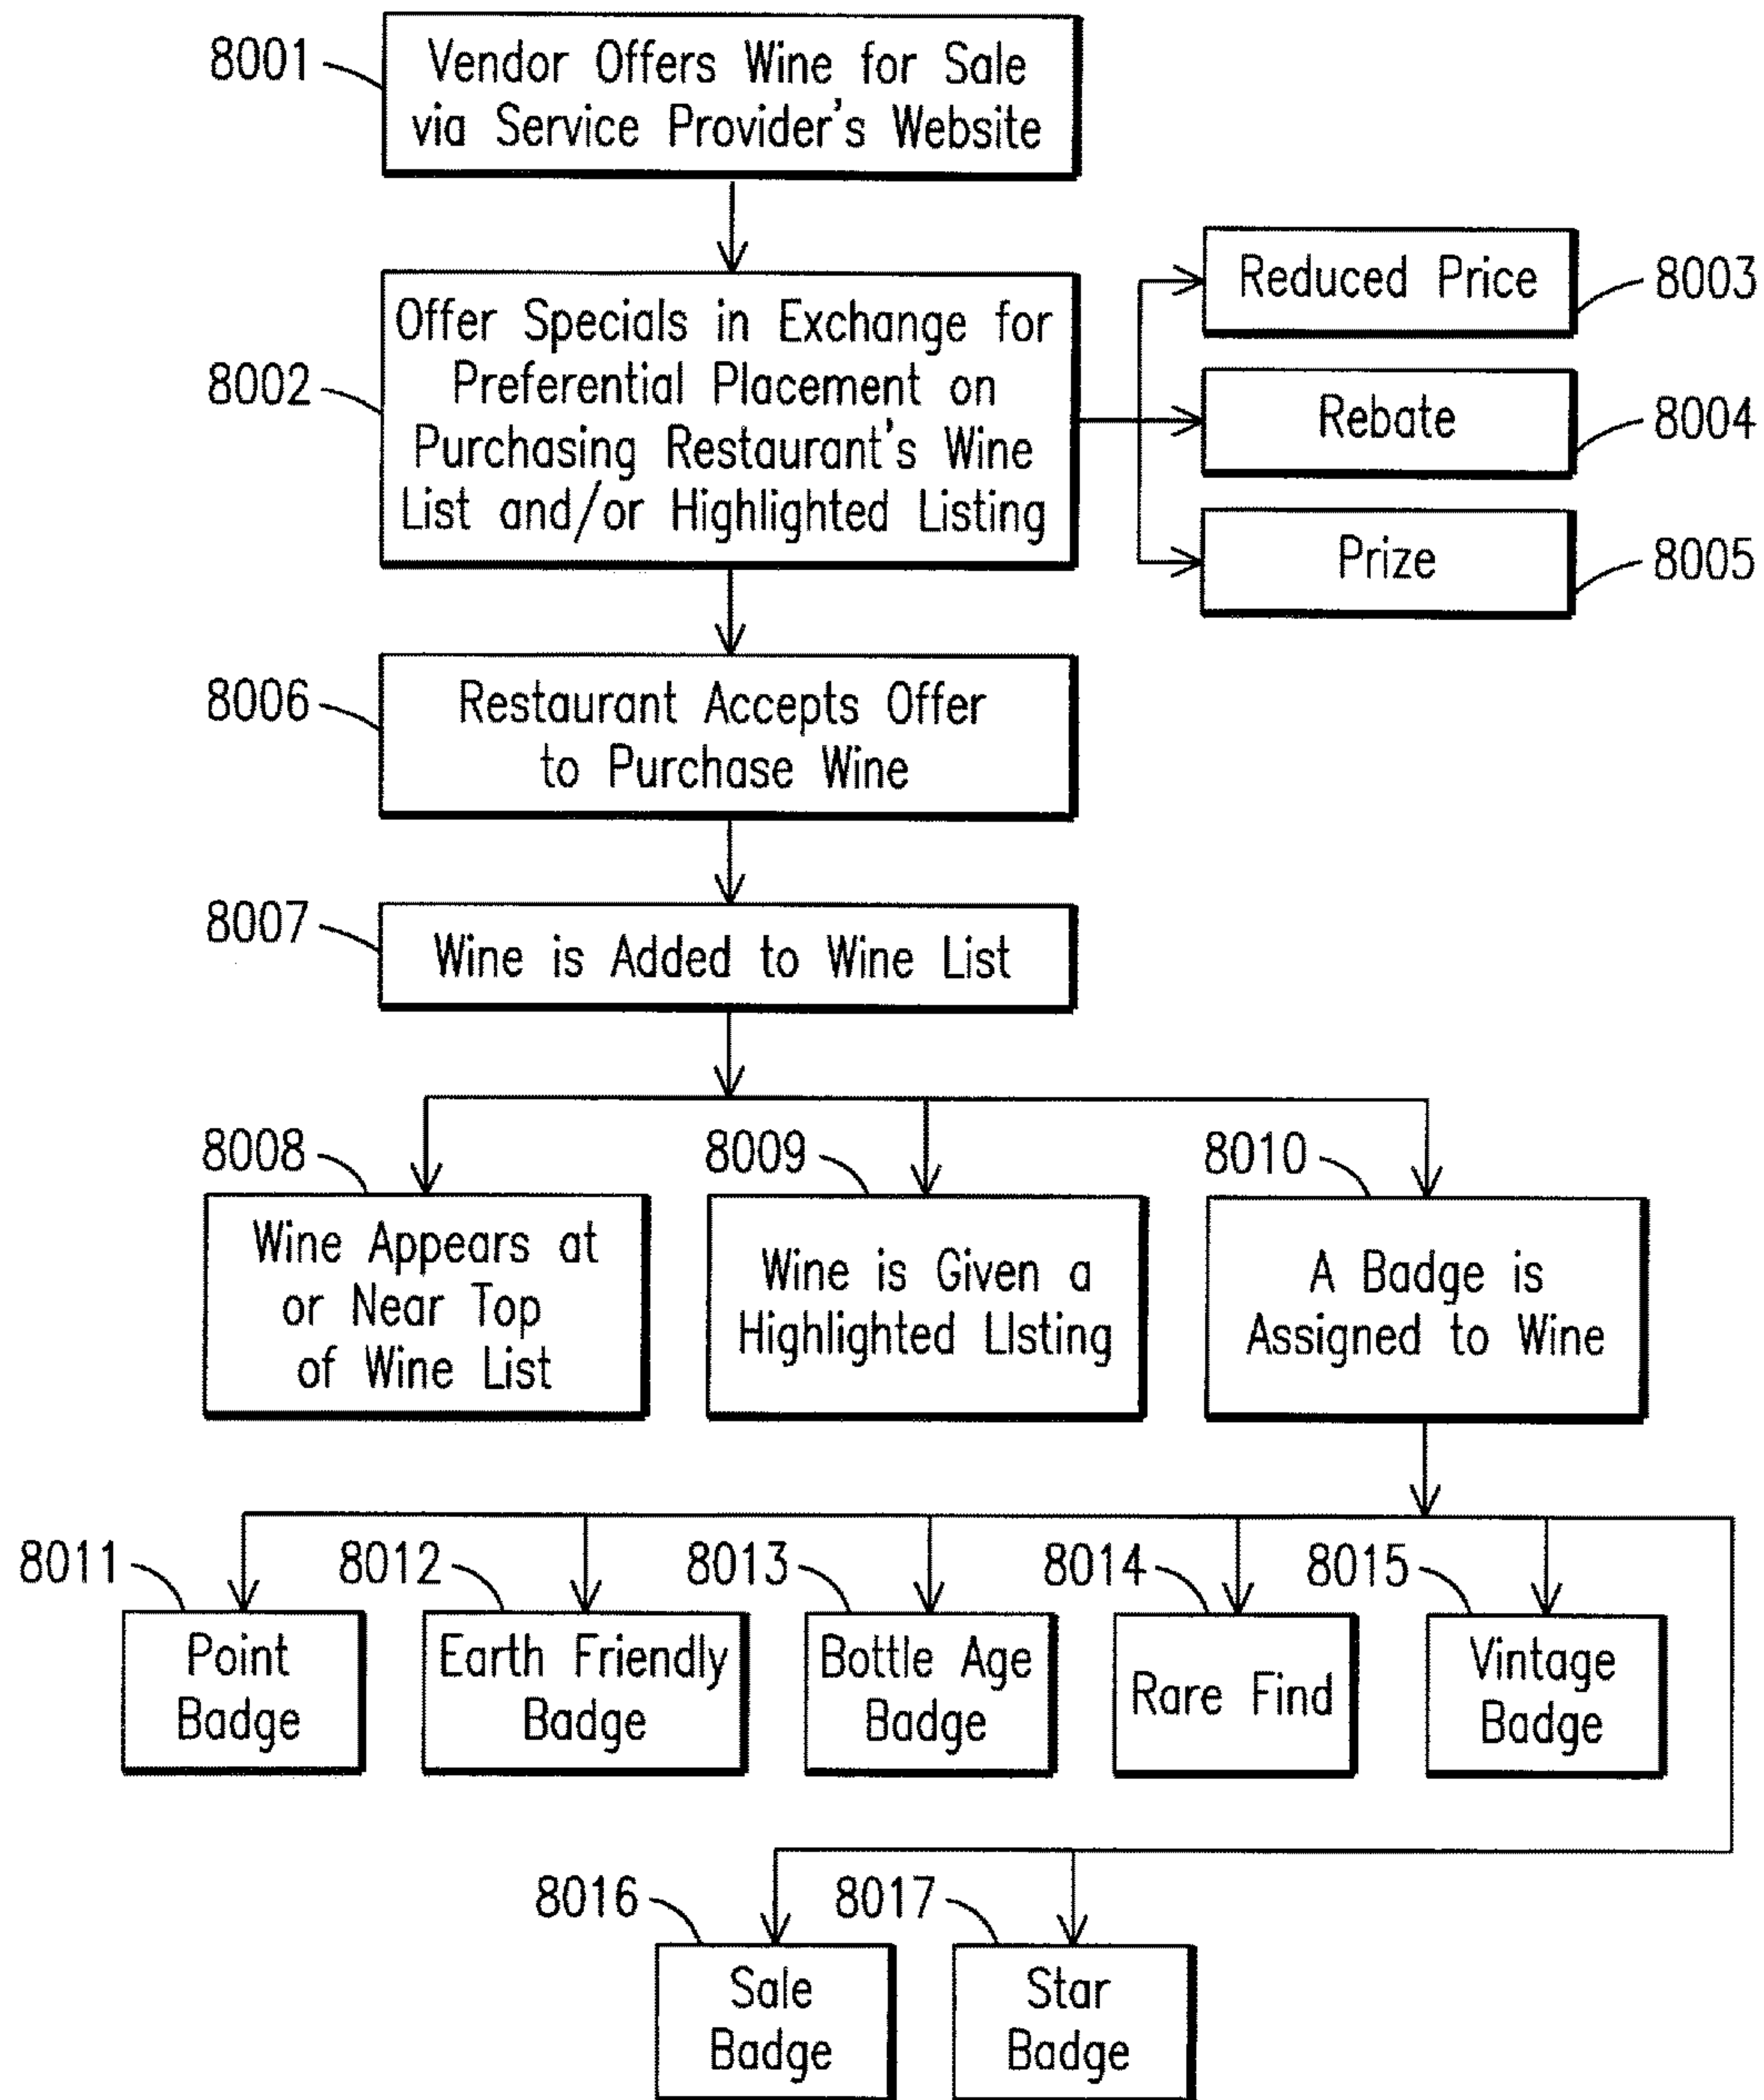 8001
Vendor Offers Wine for Sale
via Service Provider's Website
8002
Offer Specials in Exchange for
Preferential Placement on
Purchasing Restaurant's Wine
List and/or Highlighted Listing
Reduced Price
8003
Rebate
8004
Prize
8005
8006
Restaurant Accepts Offer
to Purchase Wine
8007
Wine is Added to Wine List
8008
Wine Appears at
or Near Top
of Wine List
8009
Wine is Given a
Highlighted LIsting
8010
A Badge is
Assigned to Wine
8011
Point
Badge
8012
Earth Friendly
Badge
8013
Bottle Age
Badge
8014
Rare Find
8015
Vintage
Badge
8016
Sale
Badge
8017
Star
Badge